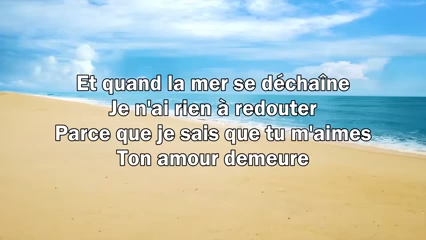 Et quand la mer se déchaîne
Je n'ai rien à redouter
Parce que je sais que tu m'aimes
Ton amour demeure